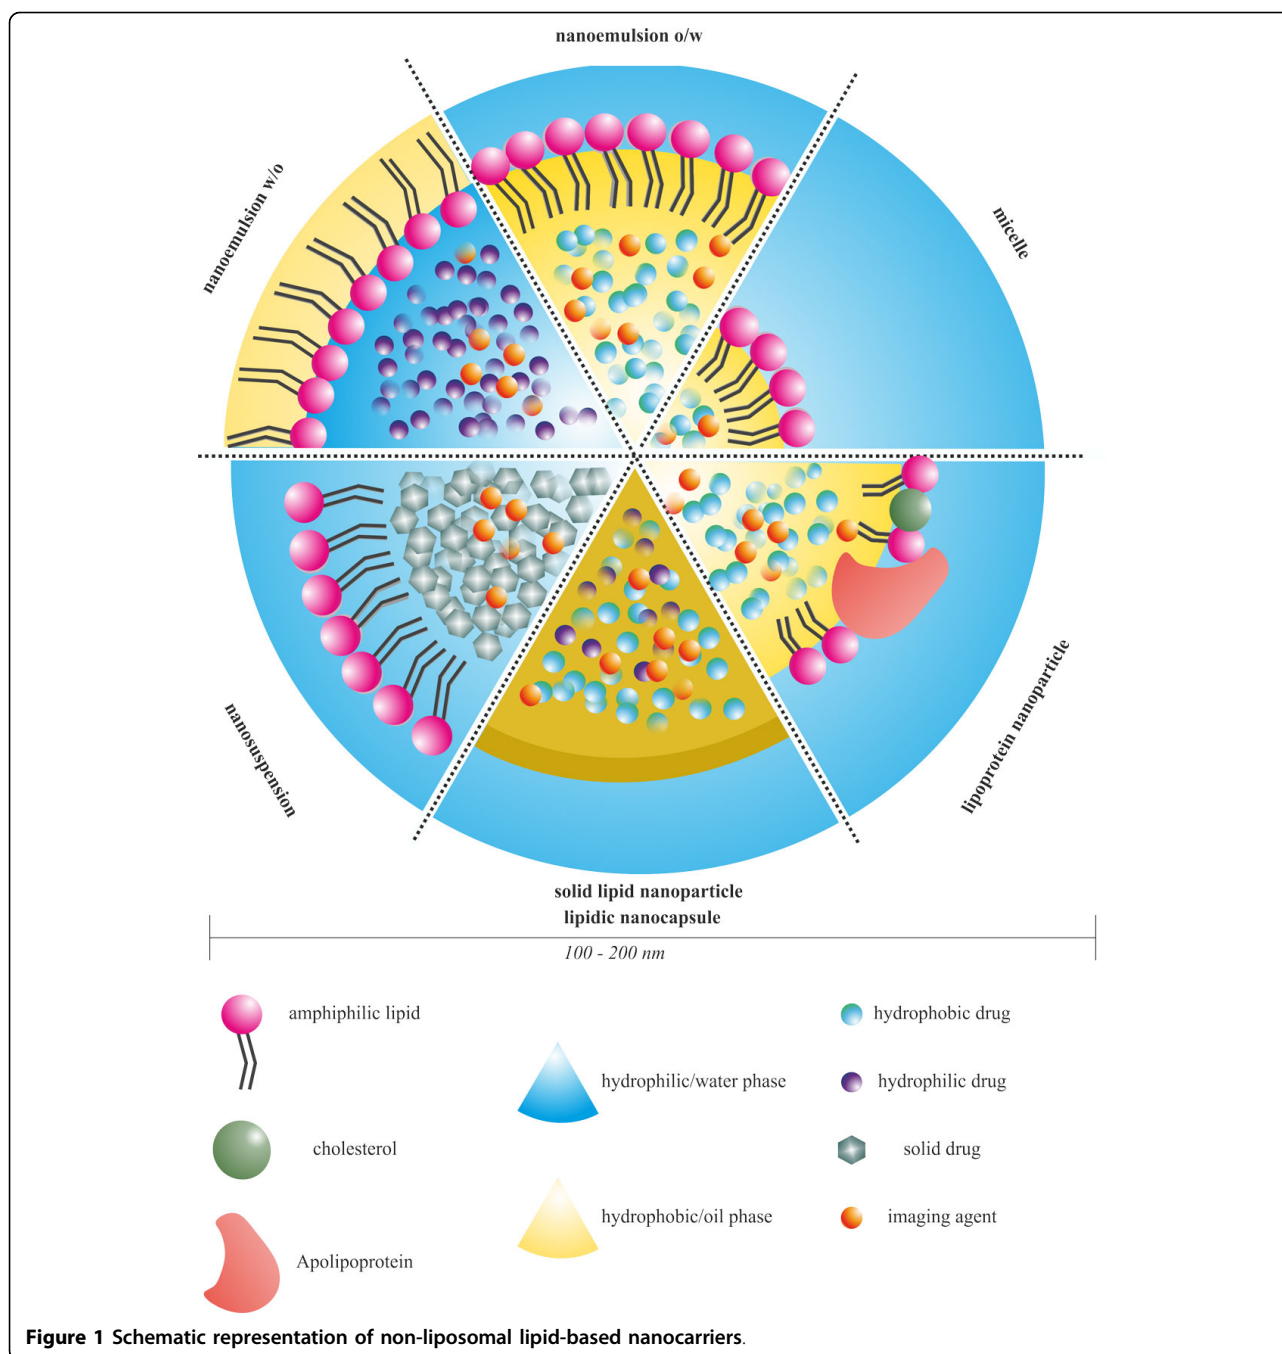 nanoemulsion o/w
nanoemulsion w/o
micelle
nanosuspension
lipoprotein nanoparticle
solid lipid nanoparticle
lipidic nanocapsule
100 - 200 nm
amphiphilic lipid
cholesterol
Apolipoprotein
hydrophilic/water phase
hydrophobic/oil phase
hydrophobic drug
hydrophilic drug
solid drug
imaging agent
Figure 1 Schematic representation of non-liposomal lipid-based nanocarriers.